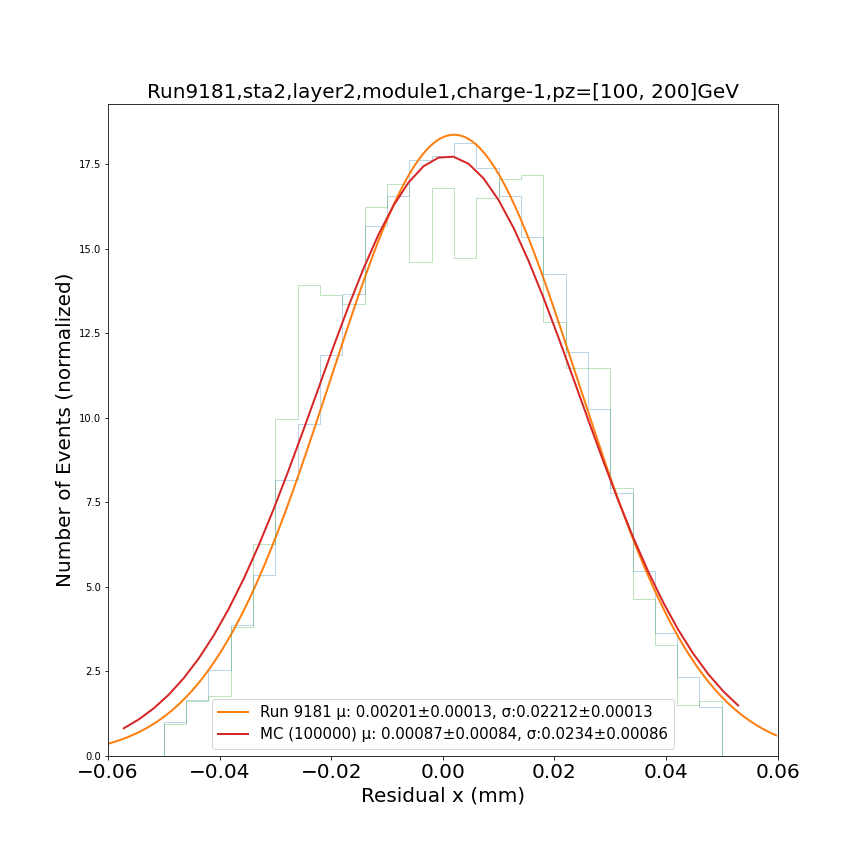 Run9181,sta2,layer2,module1,charge-1,pz=[100, 200]GeV
Number of Events (normalized)
17.5
15.0
12.5
10.0
7.5
5.0
2.5
0.0
Run 9181 μ: 0.00201±0.00013, σ:0.02212±0.00013
MC (100000) μ: 0.00087±0.00084, σ:0.0234±0.00086
−0.06 −0.04 −0.02 0.00 0.02 0.04 0.06
Residual x (mm)